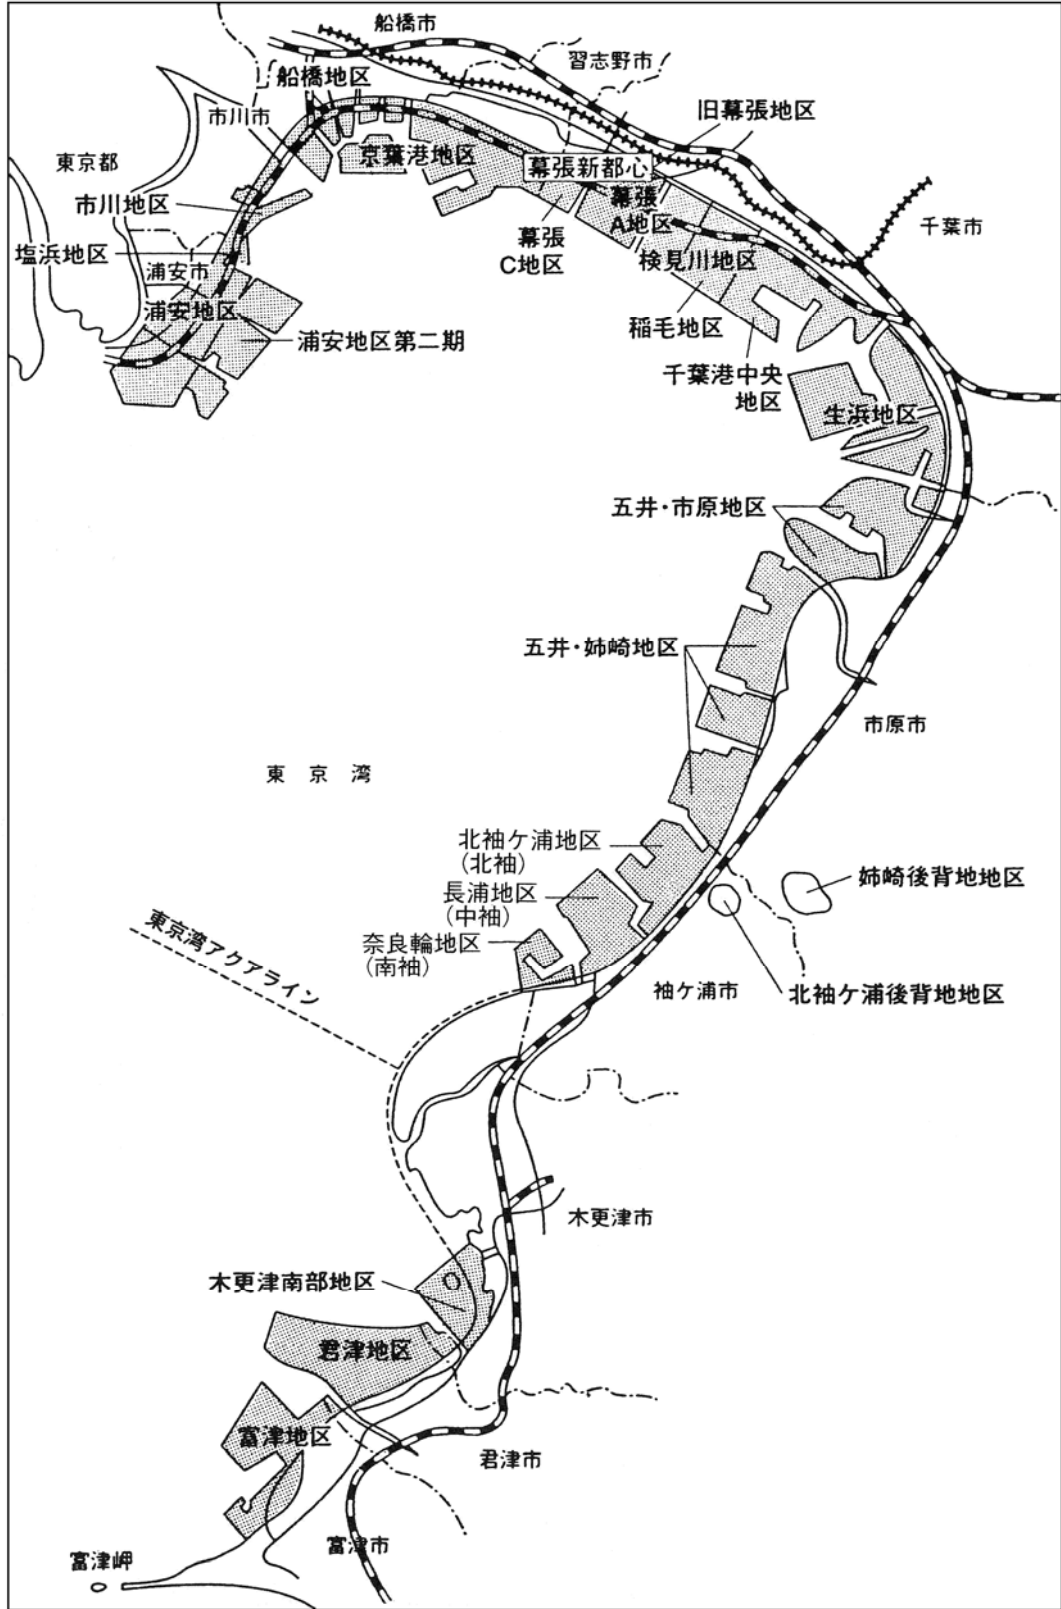 船橋市
習志野市
船橋地区
旧幕張地区
市川市
東京都
京葉港地区
幕張新都心
市川地区
幕張
A地区
千葉市
塩浜地区
幕張
C地区
浦安市
検見川地区
浦安地区
稲毛地区
浦安地区第二期
千葉港中央
地区
生浜地区
五井・市原地区
五井・姉崎地区
市原市
東京湾
北袖ケ浦地区
(北袖)
姉崎後背地地区
長浦地区
(中袖)
東京湾アクアライン
奈良輪地区
(南袖)
袖ケ浦市
北袖ケ浦後背地地区
木更津市
木更津南部地区
君津地区
富津地区
君津市
富津市
富津岬